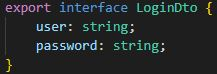 export interface LoginDto {
    user: string;
    password: string;
}